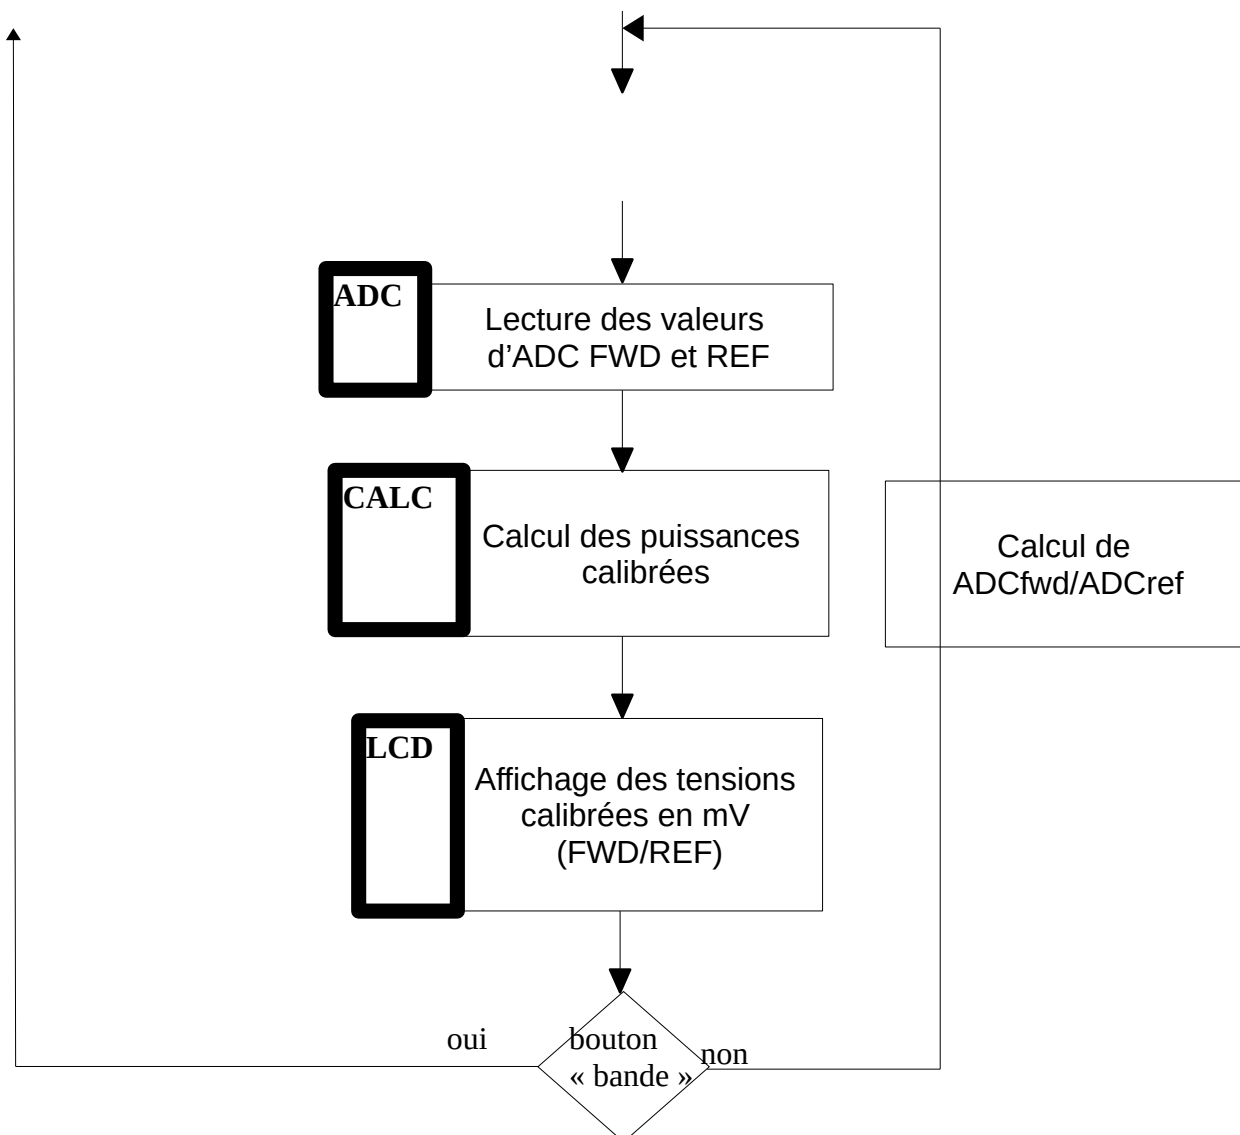 ADC
Lecture des valeurs
d’ADC FWD et REF
CALC
Calcul des puissances
calibrées
Calcul de
ADCfwd/ADCref
LCD
Affichage des tensions
calibrées en mV
(FWD/REF)
oui
bouton
« bande »
non